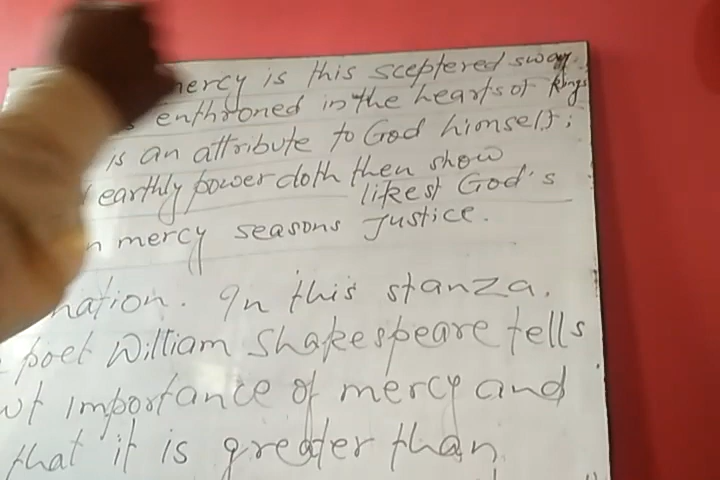 mercy is this sceptered sway.
enthroned in the hearts of Kings
is an attribute to God himself;
earthly power doth then show
likest God's
mercy seasons Justice.
nation. In this stanza.
poet William Shakespeare tells
importance of mercy and
that it is greater than